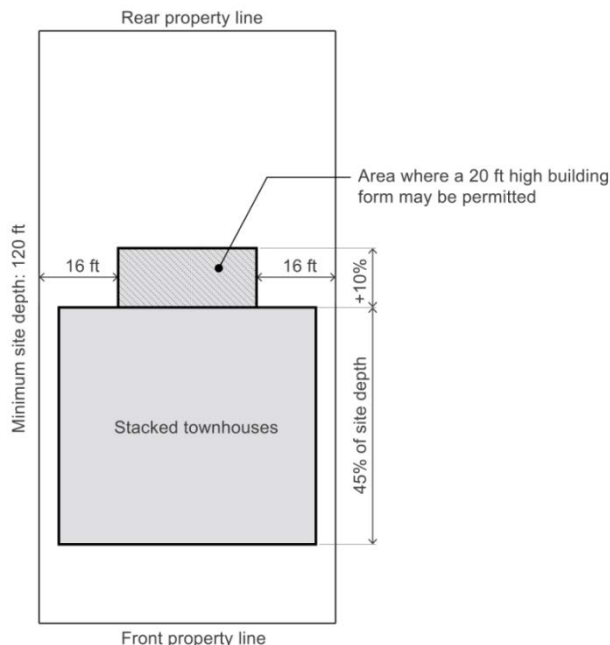 Rear property line
Area where a 20 ft high building
form may be permitted
16 ft
16 ft
+10%
Minimum site depth: 120 ft
45% of site depth
Stacked townhouses
Front property line